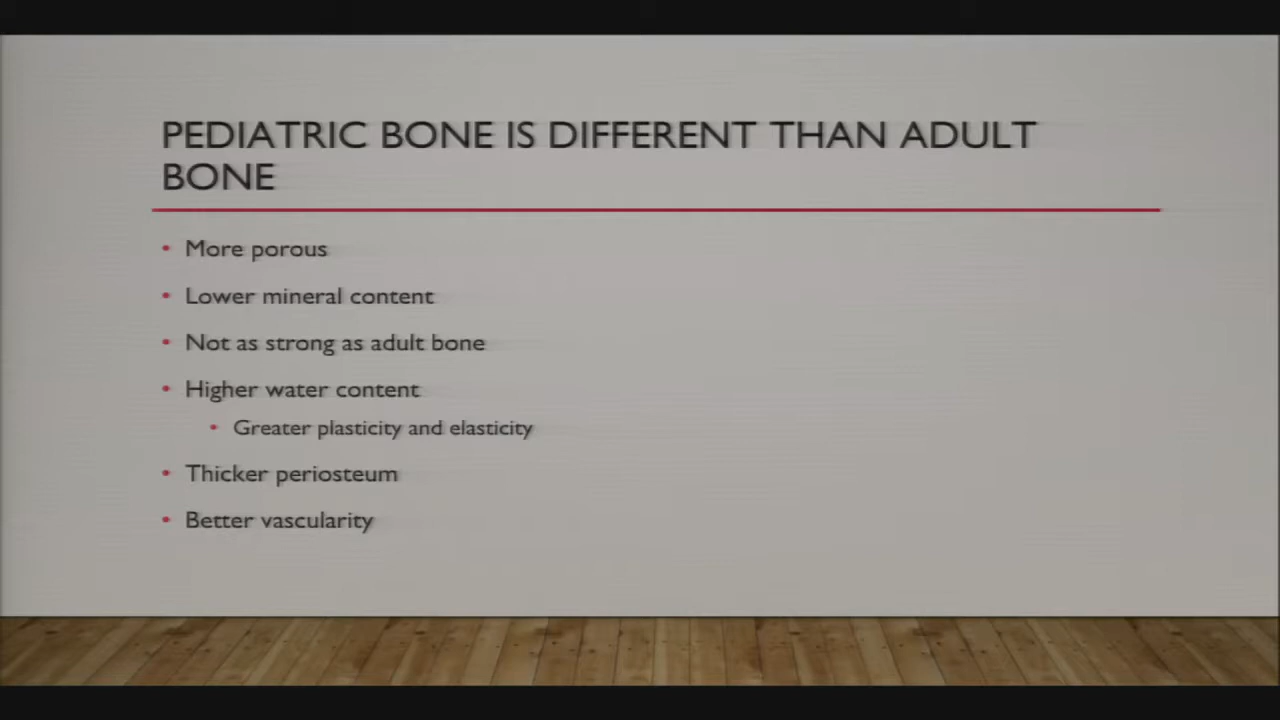 PEDIATRIC BONE IS DIFFERENT THAN ADULT
BONE
• More porous
• Lower mineral content
• Not as strong as adult bone
• Higher water content
• Greater plasticity and elasticity
• Thicker periosteum
• Better vascularity